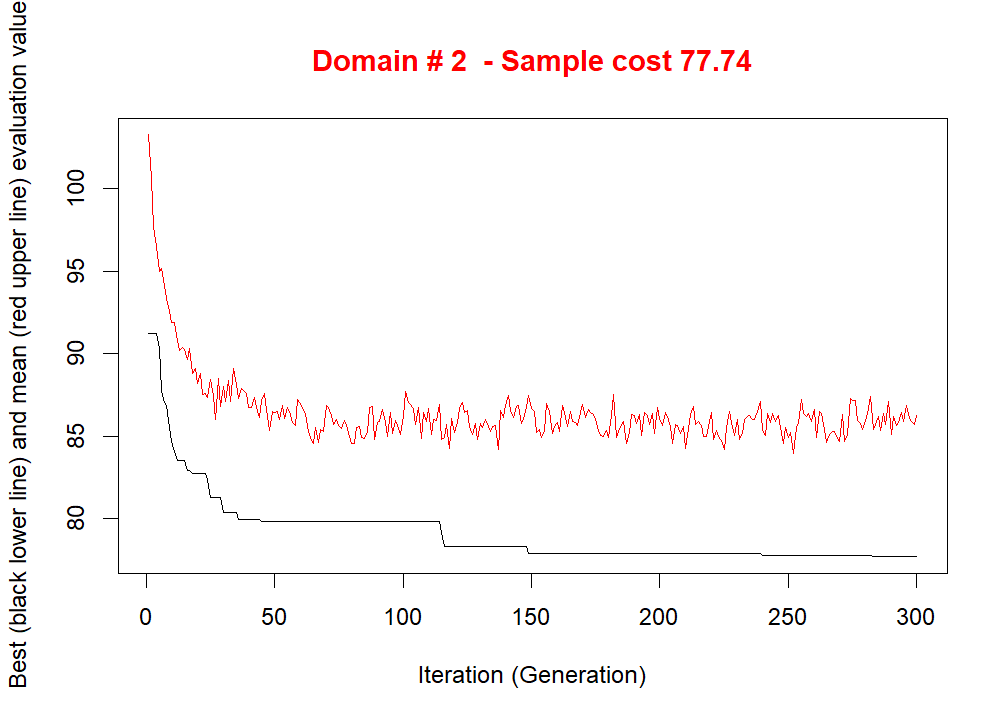 Domain # 2  - Sample cost 77.74
Best (black lower line) and mean (red upper line) evaluation value
100
95
90
85
80
0 50 100 150 200 250 300
Iteration (Generation)